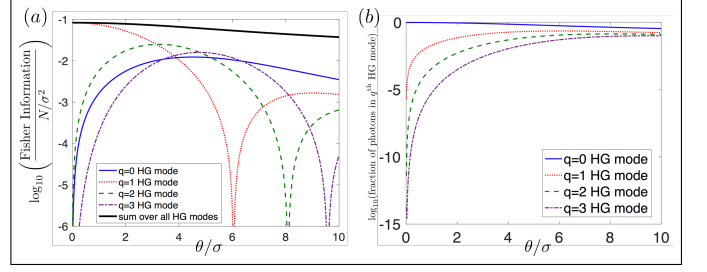 (a)
log10 (Fisher Information / N/σ²)
-1
-2
-3
-4
-5
-6
0
2
4
6
8
10
θ/σ
q=0 HG mode
q=1 HG mode
q=2 HG mode
q=3 HG mode
sum over all HG modes
(b)
log10(fraction of photons in qth HG mode)
0
-5
-10
-15
0
2
4
6
8
10
θ/σ
q=0 HG mode
q=1 HG mode
q=2 HG mode
q=3 HG mode